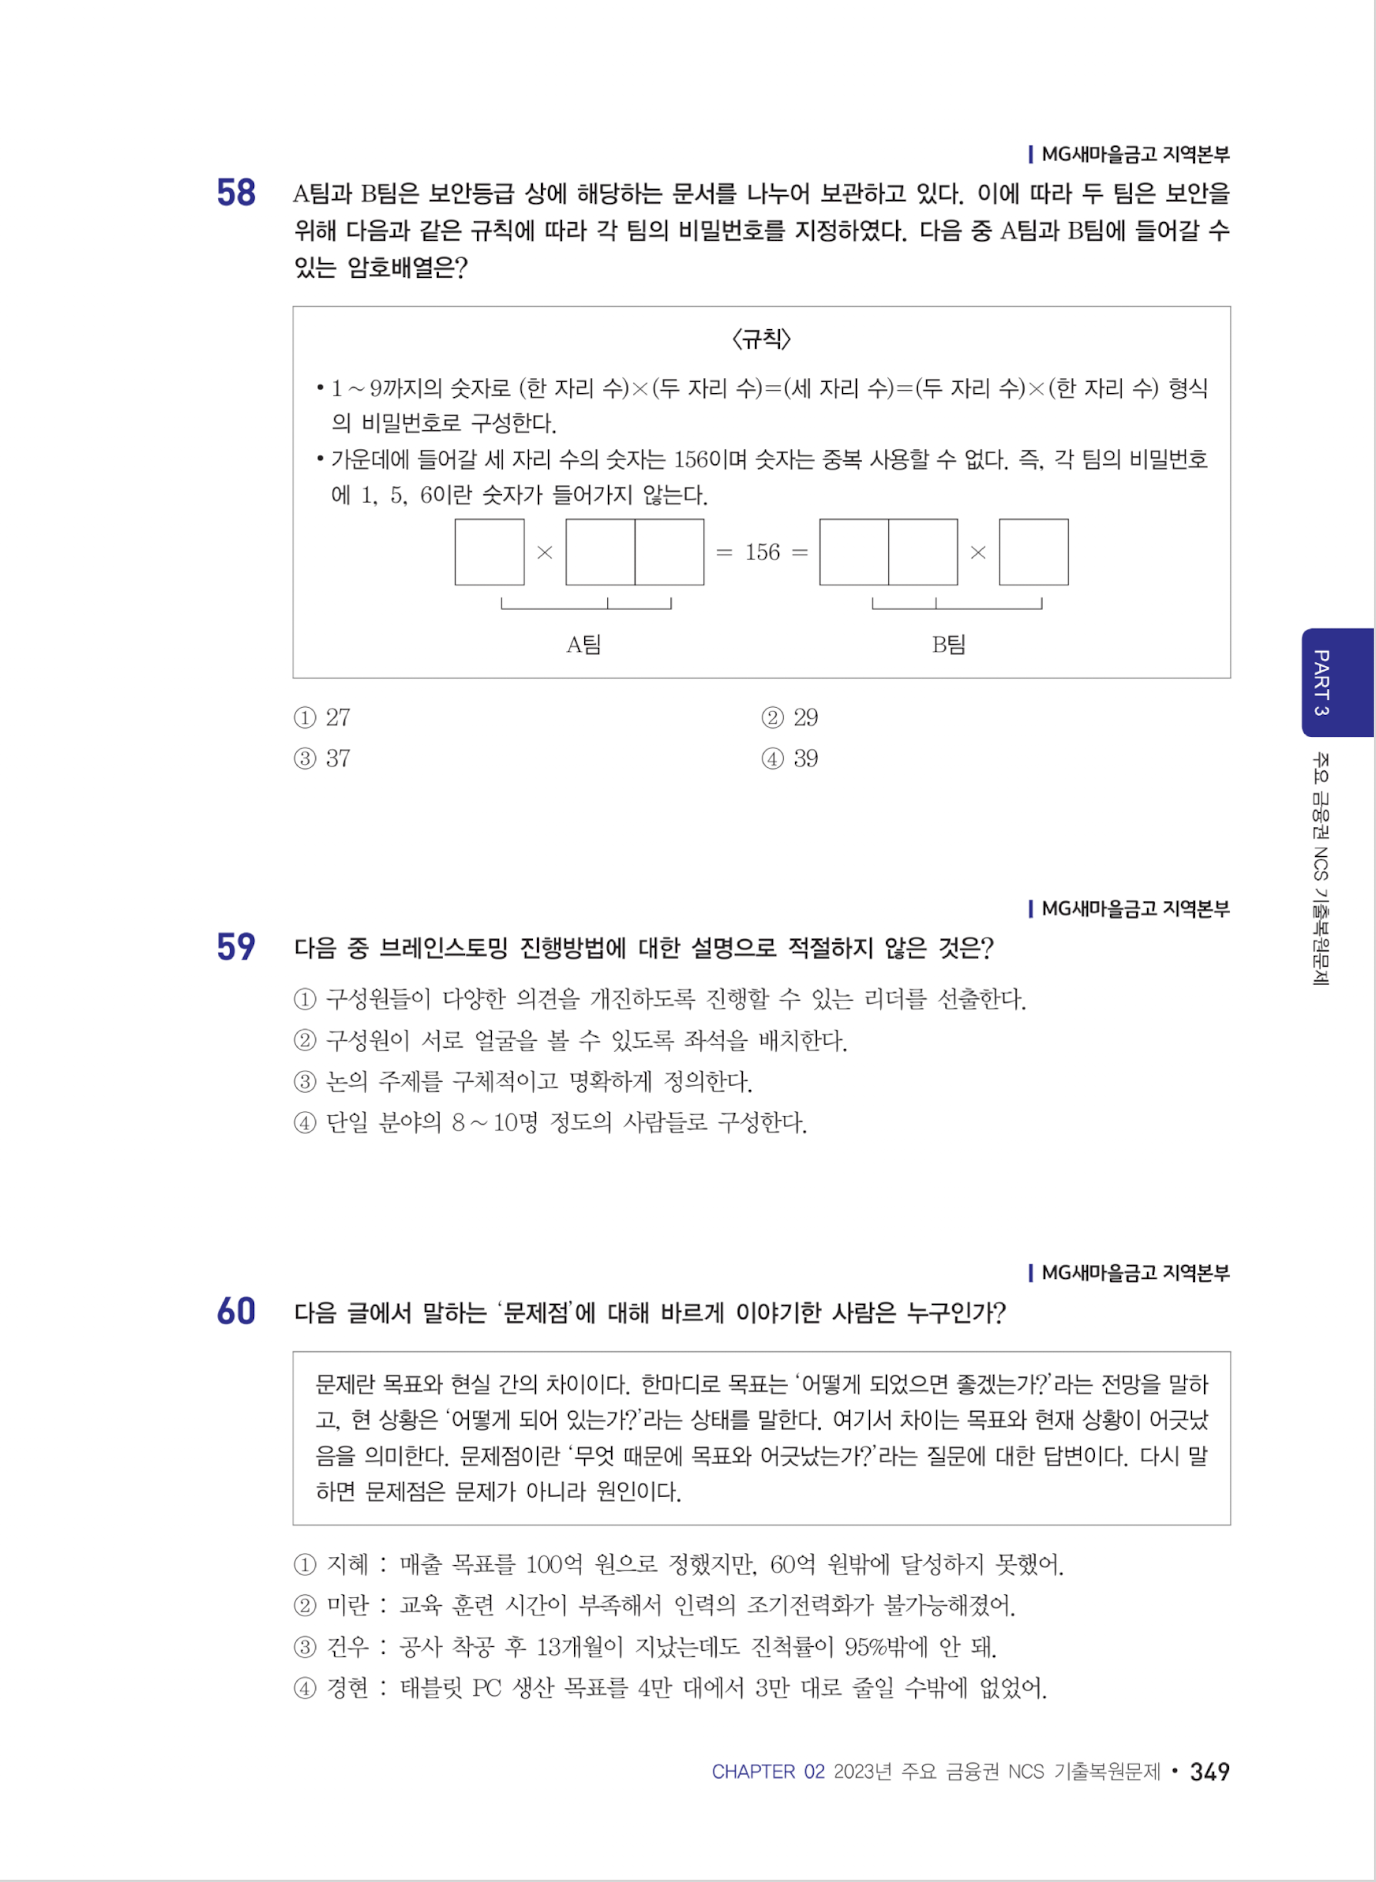 MG새마을금고 지역본부
58 A팀과 B팀은 보안등급 상에 해당하는 문서를 나누어 보관하고 있다. 이에 따라 두 팀은 보안을
위해 다음과 같은 규칙에 따라 각 팀의 비밀번호를 지정하였다. 다음 중 A팀과 B팀에 들어갈 수
있는 암호배열은?
〈규칙〉
• 1～9까지의 숫자로 (한 자리 수)×(두 자리 수)=(세 자리 수)=(두 자리 수)×(한 자리 수) 형식
의 비밀번호로 구성한다.
• 가운데에 들어갈 세 자리 수의 숫자는 156이며 숫자는 중복 사용할 수 없다. 즉, 각 팀의 비밀번호
에 1, 5, 6이란 숫자가 들어가지 않는다.
× = 156 = ×
A팀 B팀
① 27 ② 29
③ 37 ④ 39
MG새마을금고 지역본부
59 다음 중 브레인스토밍 진행방법에 대한 설명으로 적절하지 않은 것은?
① 구성원들이 다양한 의견을 개진하도록 진행할 수 있는 리더를 선출한다.
② 구성원이 서로 얼굴을 볼 수 있도록 좌석을 배치한다.
③ 논의 주제를 구체적이고 명확하게 정의한다.
④ 단일 분야의 8～10명 정도의 사람들로 구성한다.
MG새마을금고 지역본부
60 다음 글에서 말하는 ‘문제점’에 대해 바르게 이야기한 사람은 누구인가?
문제란 목표와 현실 간의 차이이다. 한마디로 목표는 ‘어떻게 되었으면 좋겠는가?’라는 전망을 말하
고, 현 상황은 ‘어떻게 되어 있는가?’라는 상태를 말한다. 여기서 차이는 목표와 현재 상황이 어긋났
음을 의미한다. 문제점이란 ‘무엇 때문에 목표와 어긋났는가?’라는 질문에 대한 답변이다. 다시 말
하면 문제점은 문제가 아니라 원인이다.
① 지혜 : 매출 목표를 100억 원으로 정했지만, 60억 원밖에 달성하지 못했어.
② 미란 : 교육 훈련 시간이 부족해서 인력의 조기전력화가 불가능해졌어.
③ 건우 : 공사 착공 후 13개월이 지났는데도 진척률이 95%밖에 안 돼.
④ 경현 : 태블릿 PC 생산 목표를 4만 대에서 3만 대로 줄일 수밖에 없었어.
PART 3
주요 금융권 NCS 기출복원문제
CHAPTER 02 2023년 주요 금융권 NCS 기출복원문제 • 349